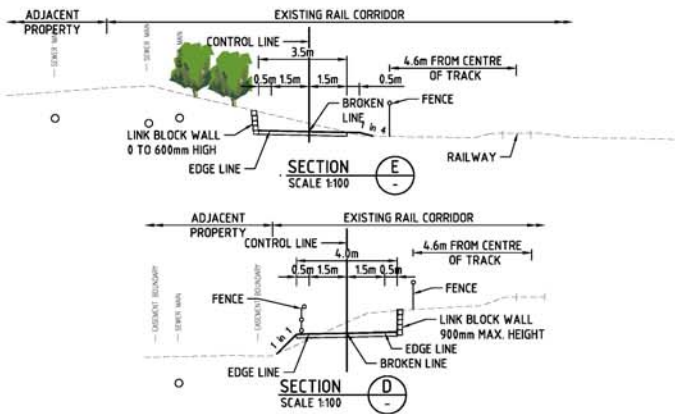 ADJACENT
PROPERTY
EXISTING RAIL CORRIDOR
SEWER MAIN
SEWER MAIN
SEWER MAIN
CONTROL LINE
3.5m
0.5m
1.5m
1.5m
0.5m
4.6m FROM CENTRE
OF TRACK
BROKEN
LINE
FENCE
1 in 4
LINK BLOCK WALL
0 TO 600mm HIGH
EDGE LINE
RAILWAY
SECTION
SCALE 1:100
E
-
ADJACENT
PROPERTY
EXISTING RAIL CORRIDOR
CONTROL LINE
4.0m
0.5m
1.5m
1.5m
0.5m
4.6m FROM CENTRE
OF TRACK
EASEMENT BOUNDARY
SEWER MAIN
EASEMENT BOUNDARY
FENCE
FENCE
1 in 1
LINK BLOCK WALL
900mm MAX. HEIGHT
EDGE LINE
EDGE LINE
BROKEN LINE
SECTION
SCALE 1:100
D
-